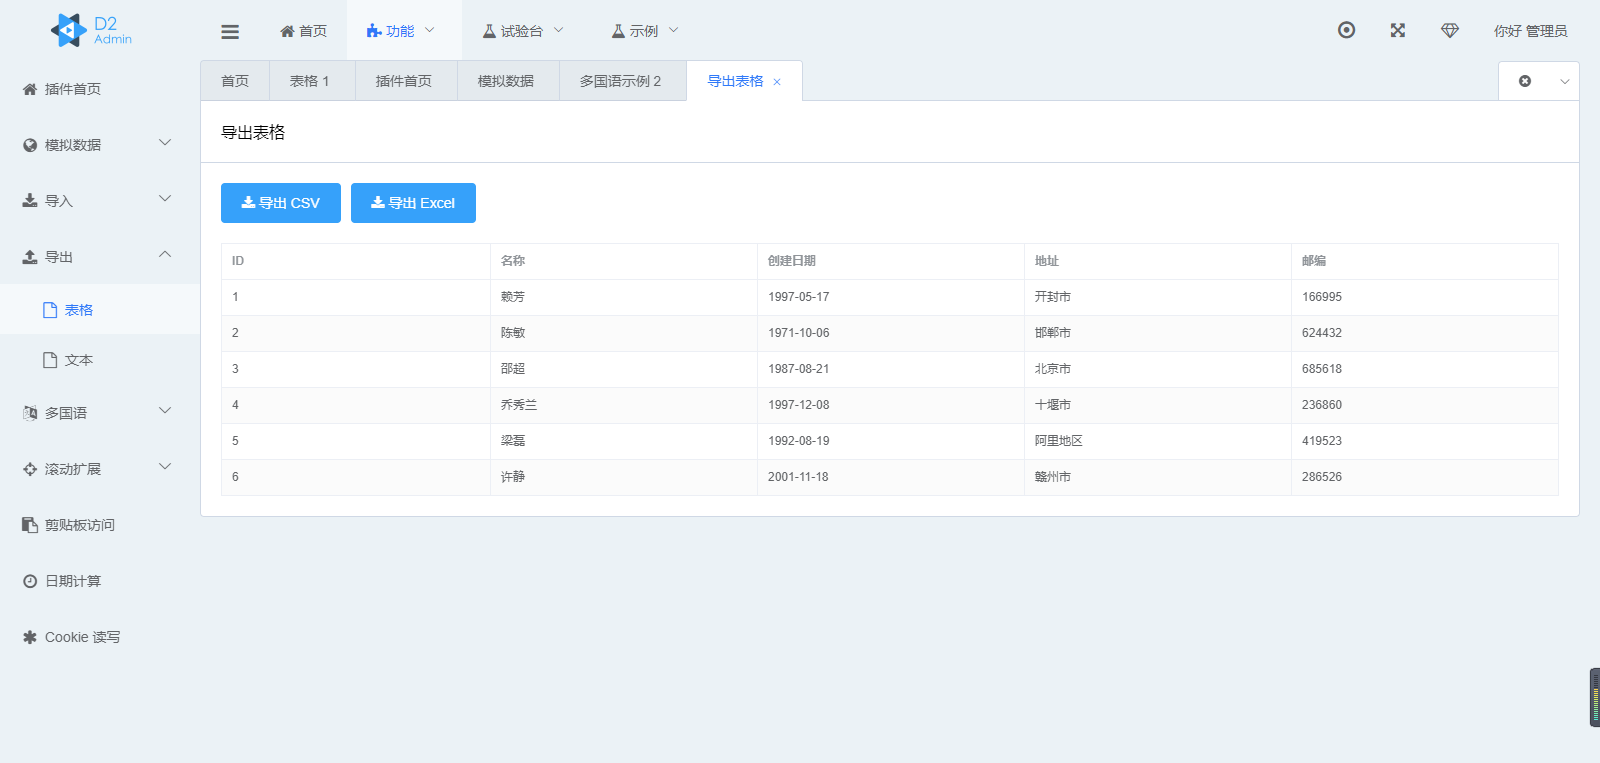 D2
Admin
首页
功能
试验台
示例
你好 管理员
插件首页
模拟数据
导入
导出
表格
文本
多国语
滚动扩展
剪贴板访问
日期计算
Cookie 读写
首页
表格 1
插件首页
模拟数据
多国语示例 2
导出表格
导出表格
导出 CSV
导出 Excel
ID 名称 创建日期 地址 邮编
1 赖芳 1997-05-17 开封市 166995
2 陈敏 1971-10-06 邯郸市 624432
3 邵超 1987-08-21 北京市 685618
4 乔秀兰 1997-12-08 十堰市 236860
5 梁磊 1992-08-19 阿里地区 419523
6 许静 2001-11-18 赣州市 286526